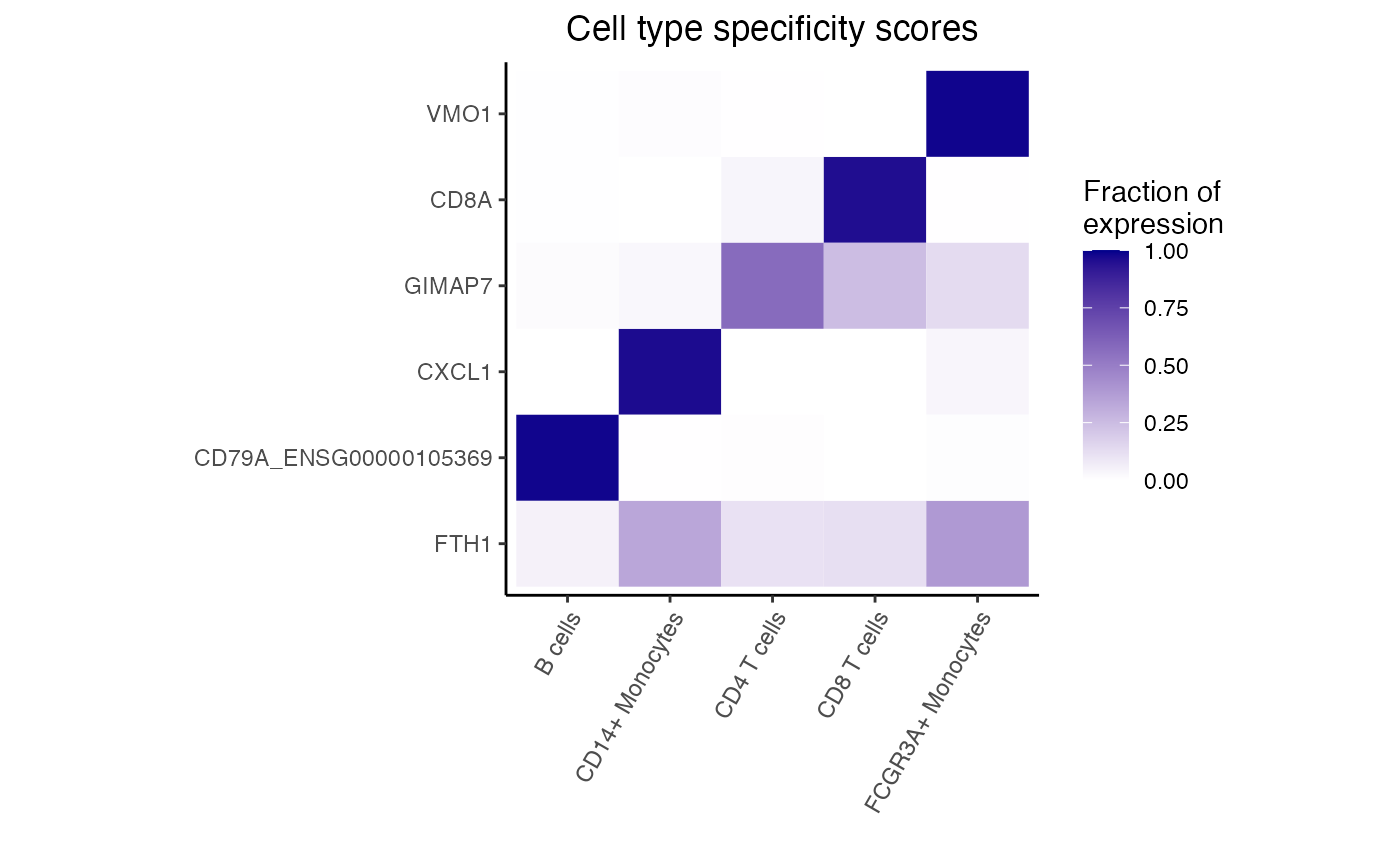 Cell type specificity scores
VMO1
CD8A
GIMAP7
CXCL1
CD79A_ENSG00000105369
FTH1
B cells
CD14+ Monocytes
CD4 T cells
CD8 T cells
FCGR3A+ Monocytes
Fraction of
expression
1.00
0.75
0.50
0.25
0.00